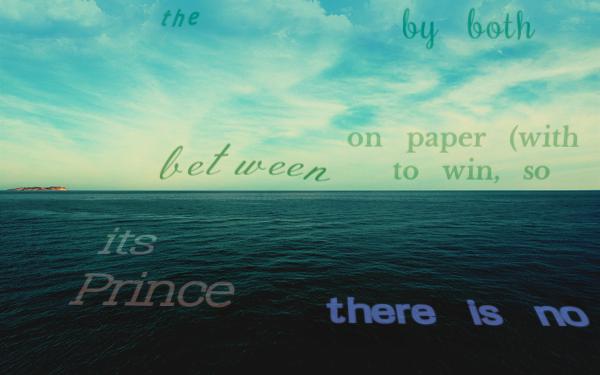 the
by both
on paper (with
to win, so
between
its
Prince
there is no